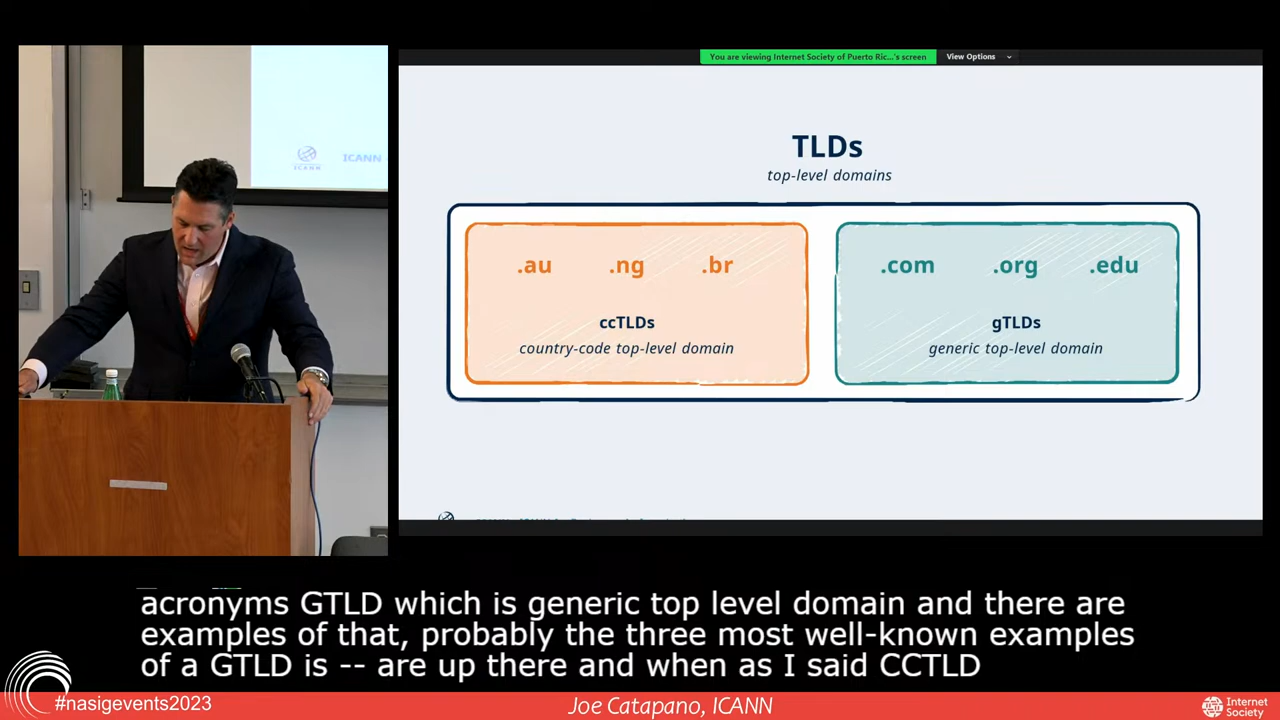 You are viewing Internet Society of Puerto Ric...'s screen
View Options
ICANN
ICANN
TLDs
top-level domains
.au .ng .br
.com .org .edu
ccTLDs
country-code top-level domain
gTLDs
generic top-level domain
acronyms GTLD which is generic top level domain and there are
examples of that, probably the three most well-known examples
of a GTLD is -- are up there and when as I said CCTLD
#nasigevents2023
Joe Catapano, ICANN
Internet
Society